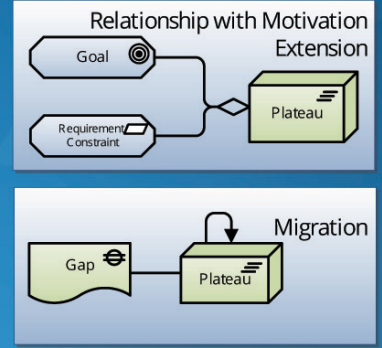 Relationship with Motivation
Extension
Goal
Plateau
Requirement
Constraint
Migration
Gap
Plateau